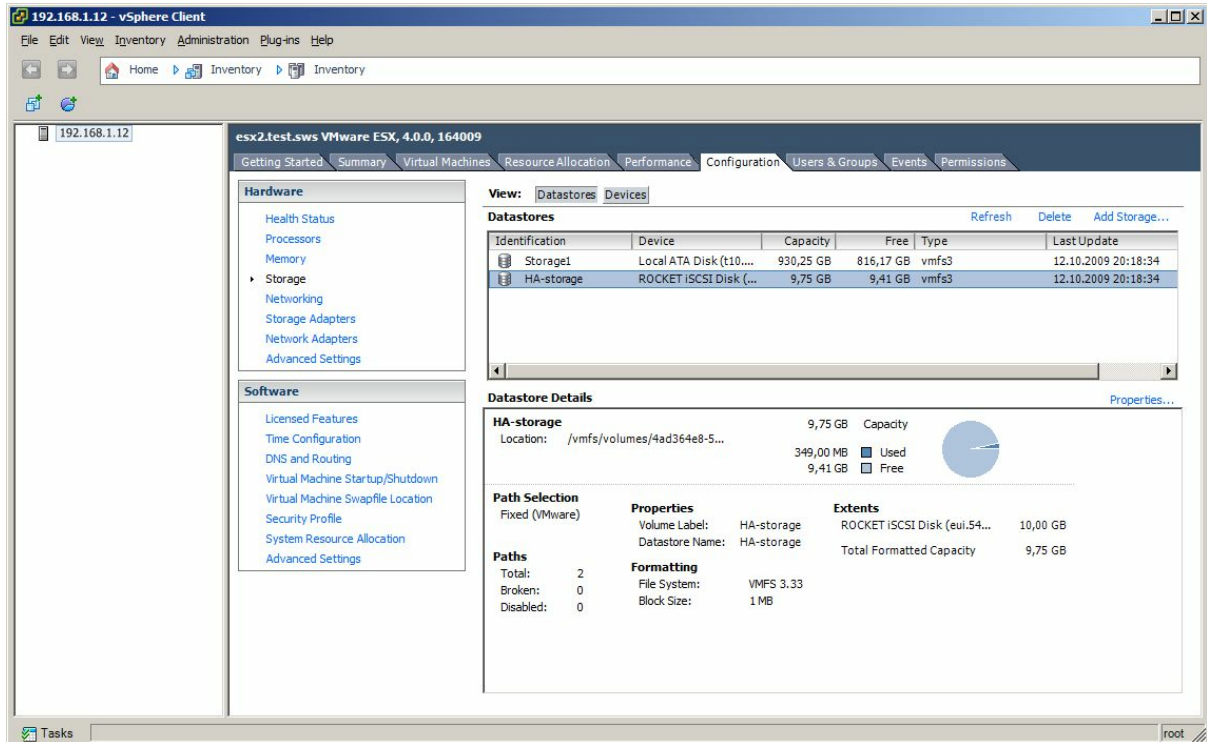 192.168.1.12 - vSphere Client
File Edit View Inventory Administration Plug-ins Help
Home Inventory Inventory
192.168.1.12
esx2.test.sws VMware ESX, 4.0.0, 164009
Getting Started Summary Virtual Machines Resource Allocation Performance Configuration Users & Groups Events Permissions
Hardware
Health Status
Processors
Memory
Storage
Networking
Storage Adapters
Network Adapters
Advanced Settings
Software
Licensed Features
Time Configuration
DNS and Routing
Virtual Machine Startup/Shutdown
Virtual Machine Swapfile Location
Security Profile
System Resource Allocation
Advanced Settings
View: Datastores Devices
Datastores Refresh Delete Add Storage...
Identification Device Capacity Free Type Last Update
Storage1 Local ATA Disk (t10.... 930,25 GB 816,17 GB vmfs3 12.10.2009 20:18:34
HA-storage ROCKET iSCSI Disk (... 9,75 GB 9,41 GB vmfs3 12.10.2009 20:18:34
Datastore Details Properties...
HA-storage 9,75 GB Capacity
Location: /vmfs/volumes/4ad364e8-5...
349,00 MB Used
9,41 GB Free
Path Selection
Fixed (VMware)
Paths
Total: 2
Broken: 0
Disabled: 0
Properties
Volume Label: HA-storage
Datastore Name: HA-storage
Formatting
File System: VMFS 3.33
Block Size: 1 MB
Extents
ROCKET iSCSI Disk (eui.54... 10,00 GB
Total Formatted Capacity 9,75 GB
Tasks root